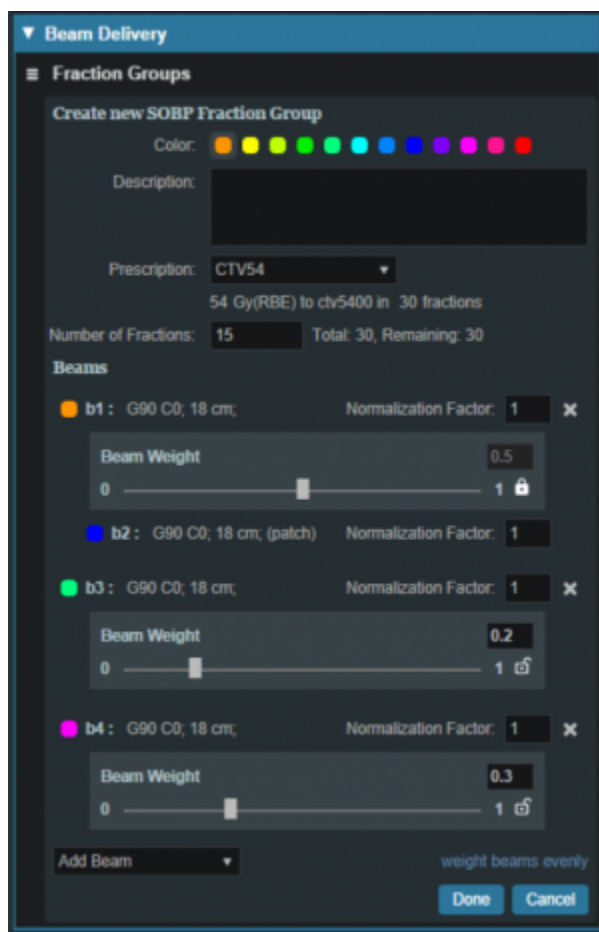 Beam Delivery
Fraction Groups
Create new SOBP Fraction Group
Color:
Description:
Prescription: CTV54
54 Gy(RBE) to ctv5400 in 30 fractions
Number of Fractions: 15 Total: 30, Remaining: 30
Beams
b1 : G90 C0; 18 cm; Normalization Factor: 1
Beam Weight 0.5
0 1
b2 : G90 C0; 18 cm; (patch) Normalization Factor: 1
b3 : G90 C0; 18 cm; Normalization Factor: 1
Beam Weight 0.2
0 1
b4 : G90 C0; 18 cm; Normalization Factor: 1
Beam Weight 0.3
0 1
Add Beam weight beams evenly
Done Cancel